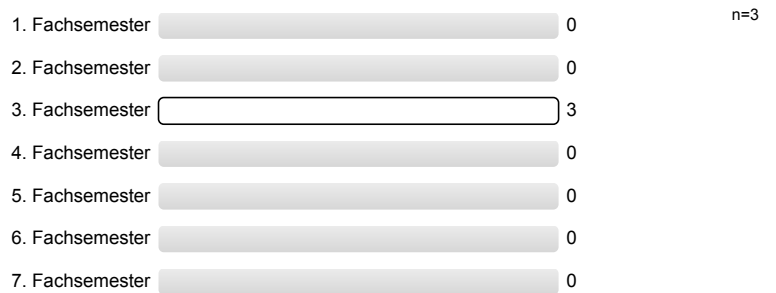 1. Fachsemester 0 n=3
2. Fachsemester 0
3. Fachsemester 3
4. Fachsemester 0
5. Fachsemester 0
6. Fachsemester 0
7. Fachsemester 0